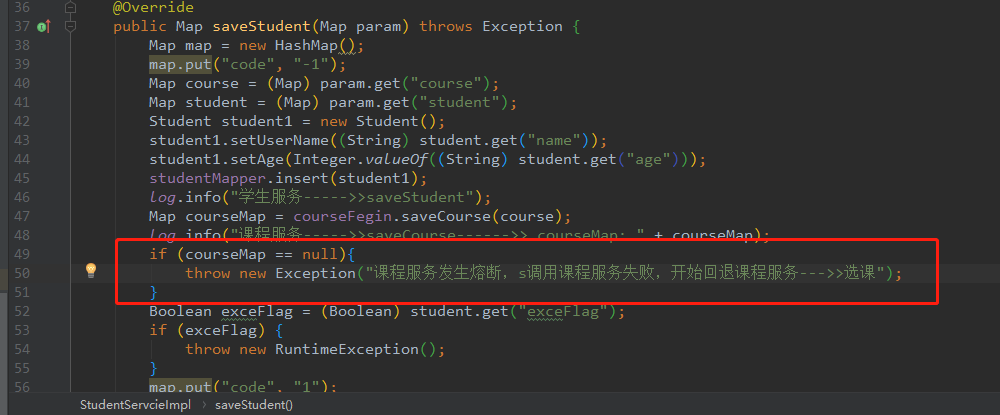 36 @Override
37 public Map saveStudent(Map param) throws Exception {
38 Map map = new HashMap();
39 map.put("code", "-1");
40 Map course = (Map) param.get("course");
41 Map student = (Map) param.get("student");
42 Student student1 = new Student();
43 student1.setUserName((String) student.get("name"));
44 student1.setAge(Integer.valueOf((String) student.get("age")));
45 studentMapper.insert(student1);
46 log.info("学生服务----->>saveStudent");
47 Map courseMap = courseFegin.saveCourse(course);
48 log.info("课程服务----->>saveCourse------>> courseMap: " + courseMap);
49 if (courseMap == null){
50 throw new Exception("课程服务发生熔断，s调用课程服务失败，开始回退课程服务--->>选课");
51 }
52 Boolean exceFlag = (Boolean) student.get("exceFlag");
53 if (exceFlag) {
54 throw new RuntimeException();
55 }
56 map.put("code", "1");
StudentServcieImpl › saveStudent()